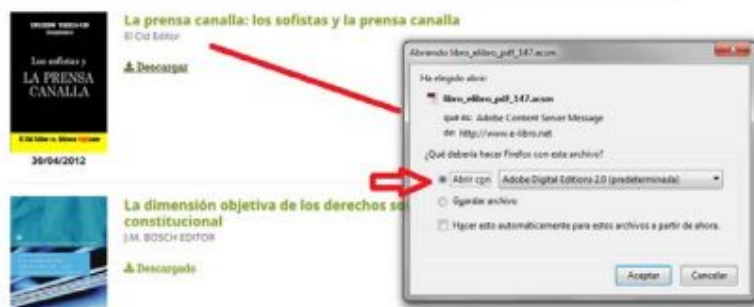 La prensa canalla: los sofistas y la prensa canalla
El Cid Editor
Descargar
Los sofistas y
LA PRENSA
CANALLA
30/04/2012
La dimensión objetiva de los derechos
constitucional
J.M. BOSCH EDITOR
Descargado
Abriendo libro_elibro_pdf_147.acsm
Ha elegido abrir:
libro_elibro_pdf_147.acsm
que es: Adobe Content Server Message
de: http://www.e-libro.net
¿Qué debería hacer Firefox con este archivo?
Abrir con Adobe Digital Editions 2.0 (predeterminada)
Guardar archivo
Hacer esto automáticamente para estos archivos a partir de ahora.
Aceptar Cancelar